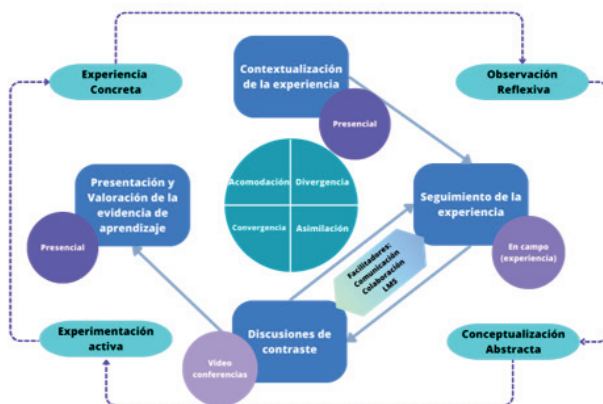 Experiencia
Concreta
Contextualización
de la experiencia
Presencial
Observación
Reflexiva
Presentación y
Valoración de la
evidencia de
aprendizaje
Presencial
Acomodación
Divergencia
Convergencia
Asimilación
Seguimiento de la
experiencia
En campo
(experiencia)
Facilitadores:
Comunicación
Colaboración
LMS
Experimentación
activa
Discusiones de
contraste
Video
conferencias
Conceptualización
Abstracta